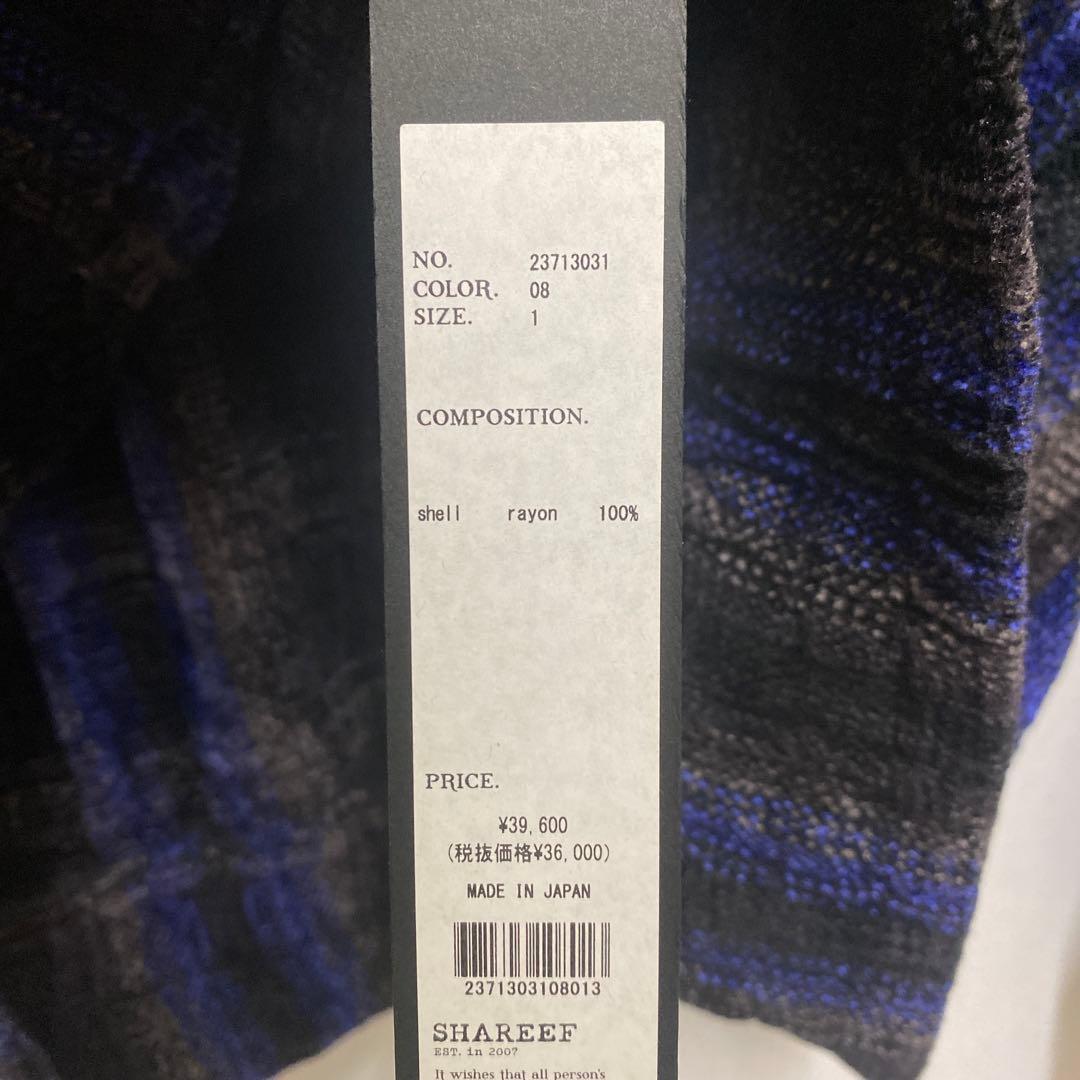 NO. 23713031
COLOR. 08
SIZE. 1
COMPOSITION.
shell rayon 100%
PRICE.
¥39,600
(税抜価格¥36,000)
MADE IN JAPAN
2371303108013
SHAREEF
EST. in 2007
It wishes that all person's